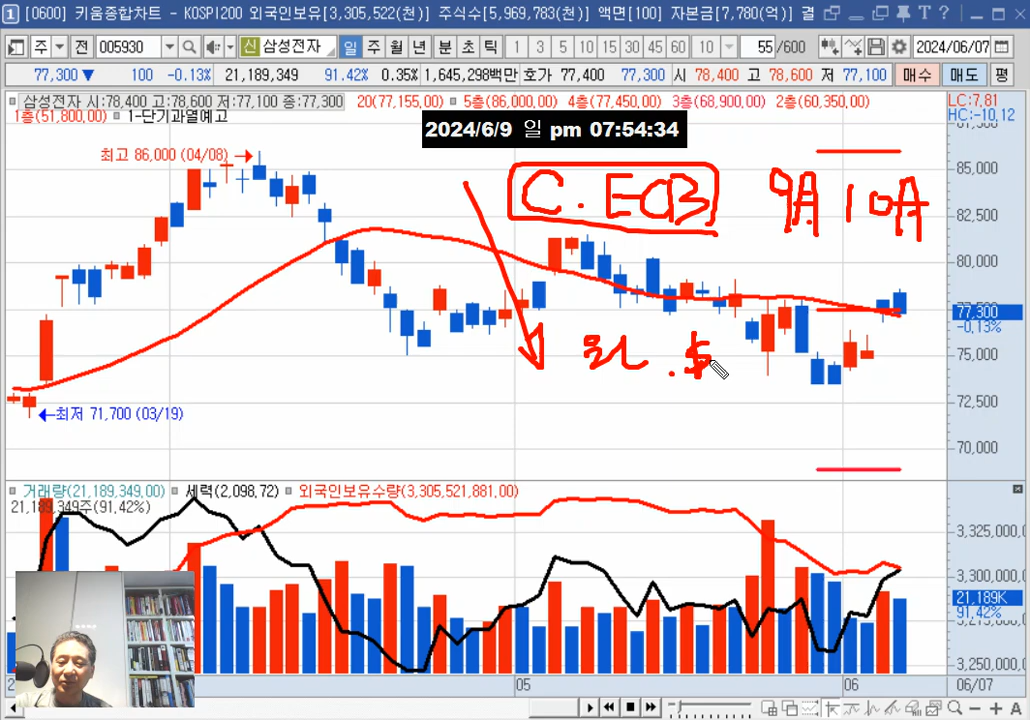 1 [0600] 키움종합차트 - KOSPI200 외국인보유[3,305,522(천)] 주식수[5,969,783(천)] 액면[100] 자본금[7,780(억)] 결
주 전 005930 신 삼성전자 일 주 월 년 분 초 틱 1 3 5 10 15 30 45 60 10 55 /600 2024/06/07
77,300▼ 100 -0.13% 21,189,349 91.42% 0.35% 1,645,298백만 호가 77,400 77,300 시 78,400 고 78,600 저 77,100 매수 매도 평
삼성전자 시:78,400 고:78,600 저:77,100 종:77,300 20(77,155.00) 5층(86,000.00) 4층(77,450.00) 3층(68,900.00) 2층(60,350.00) LC:7,81
1층(51,800.00) 1-단기과열예고 HC:-10,12
2024/6/9 일 pm 07:54:34
최고 86,000 (04/08)
85,000
C. ECB 9A 10A
82,500
80,000
77,300
-0,13%
75,000
72,500
최저 71,700 (03/19)
70,000
거래량(21,189,349.00) 세력(2,098,72) 외국인보유수량(3,305,521,881.00)
21,189,349주(91.42%)
3,325,000
3,300,000
21,189K
91,42%
3,250,000
05 06 06/07